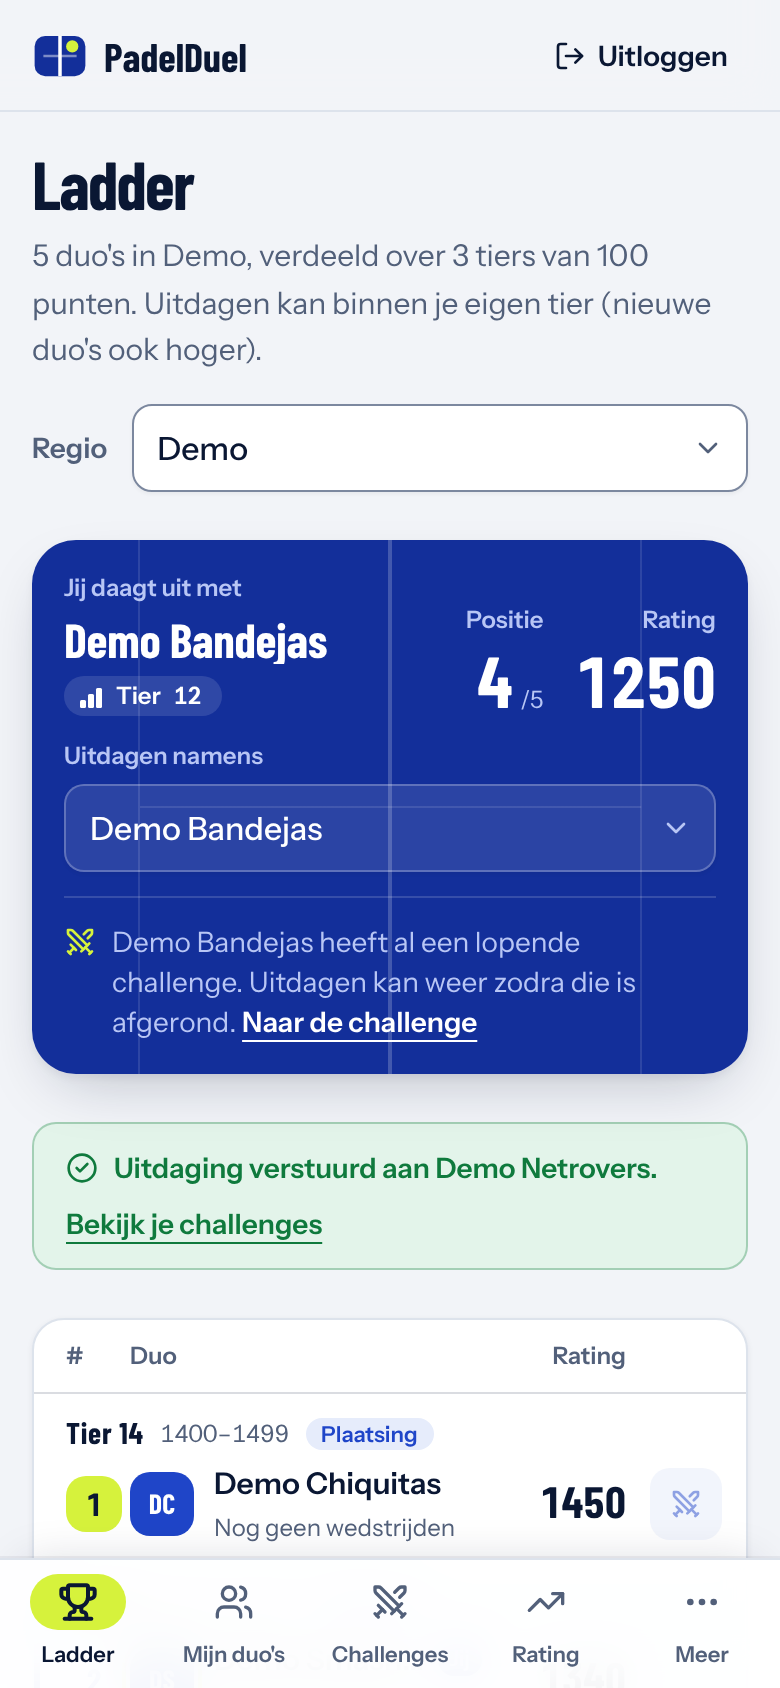 PadelDuel
Uitloggen
Ladder
5 duo's in Demo, verdeeld over 3 tiers van 100
punten. Uitdagen kan binnen je eigen tier (nieuwe
duo's ook hoger).
Regio
Demo
Jij daagt uit met
Demo Bandejas
Tier 12
Positie
4 /5
Rating
1250
Uitdagen namens
Demo Bandejas
Demo Bandejas heeft al een lopende
challenge. Uitdagen kan weer zodra die is
afgerond. Naar de challenge
Uitdaging verstuurd aan Demo Netrovers.
Bekijk je challenges
# Duo Rating
Tier 14 1400–1499 Plaatsing
1 DC Demo Chiquitas 1450
Nog geen wedstrijden
Ladder
Mijn duo's
Challenges
Rating
Meer